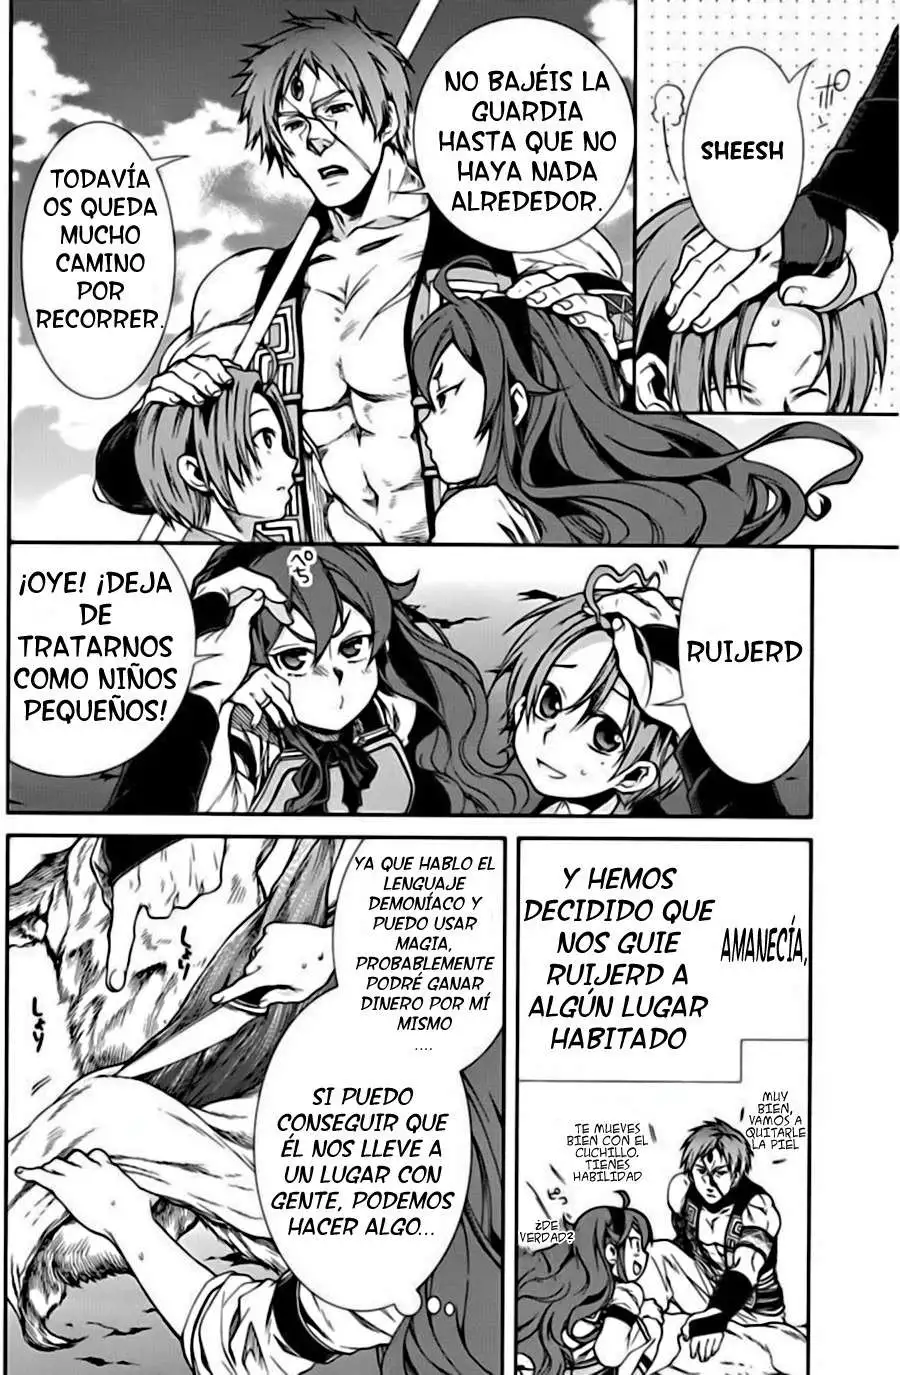 SHEESH
NO BAJÉIS LA
GUARDIA
HASTA QUE NO
HAYA NADA
ALREDEDOR.
TODAVÍA
OS QUEDA
MUCHO
CAMINO
POR
RECORRER.
RUIJERD
¡OYE! ¡DEJA
DE
TRATARNOS
COMO NIÑOS
PEQUEÑOS!
ペロ
ち
AMANECÍA,
Y HEMOS
DECIDIDO QUE
NOS GUIE
RUIJERD A
ALGÚN LUGAR
HABITADO
MUY
BIEN,
VAMOS A
QUITARLE
LA PIEL
TE MUEVES
BIEN CON EL
CUCHILLO.
TIENES
HABILIDAD
¿DE
VERDAD?
YA QUE HABLO EL
LENGUAJE
DEMONÍACO Y
PUEDO USAR
MAGIA,
PROBABLEMENTE
PODRÉ GANAR
DINERO POR MÍ
MISMO
....
SI PUEDO
CONSEGUIR QUE
ÉL NOS LLEVE
A UN LUGAR CON
GENTE, PODEMOS
HACER ALGO...